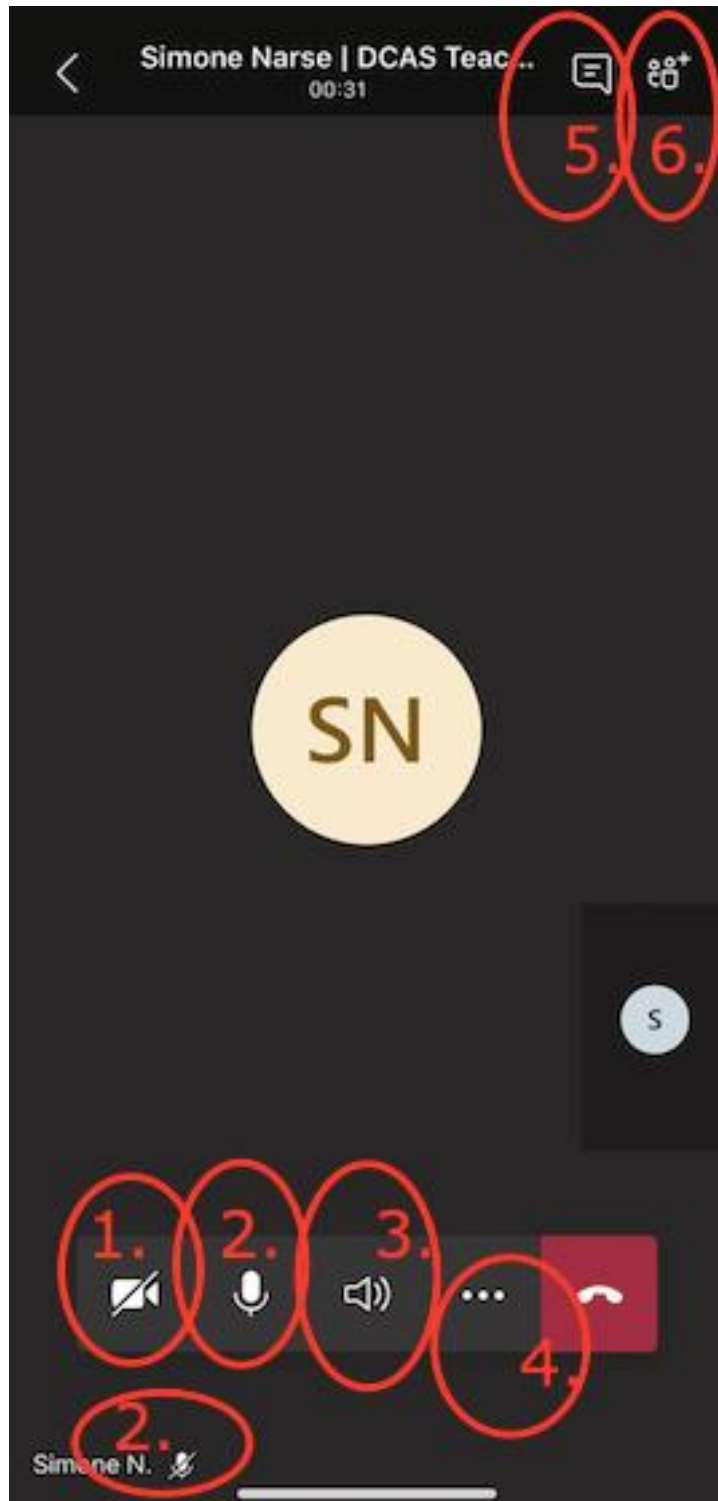 Simone Narse | DCAS Teac...
00:31
5. 6.
SN
S
1. 2. 3.
4.
2.
Simone N.